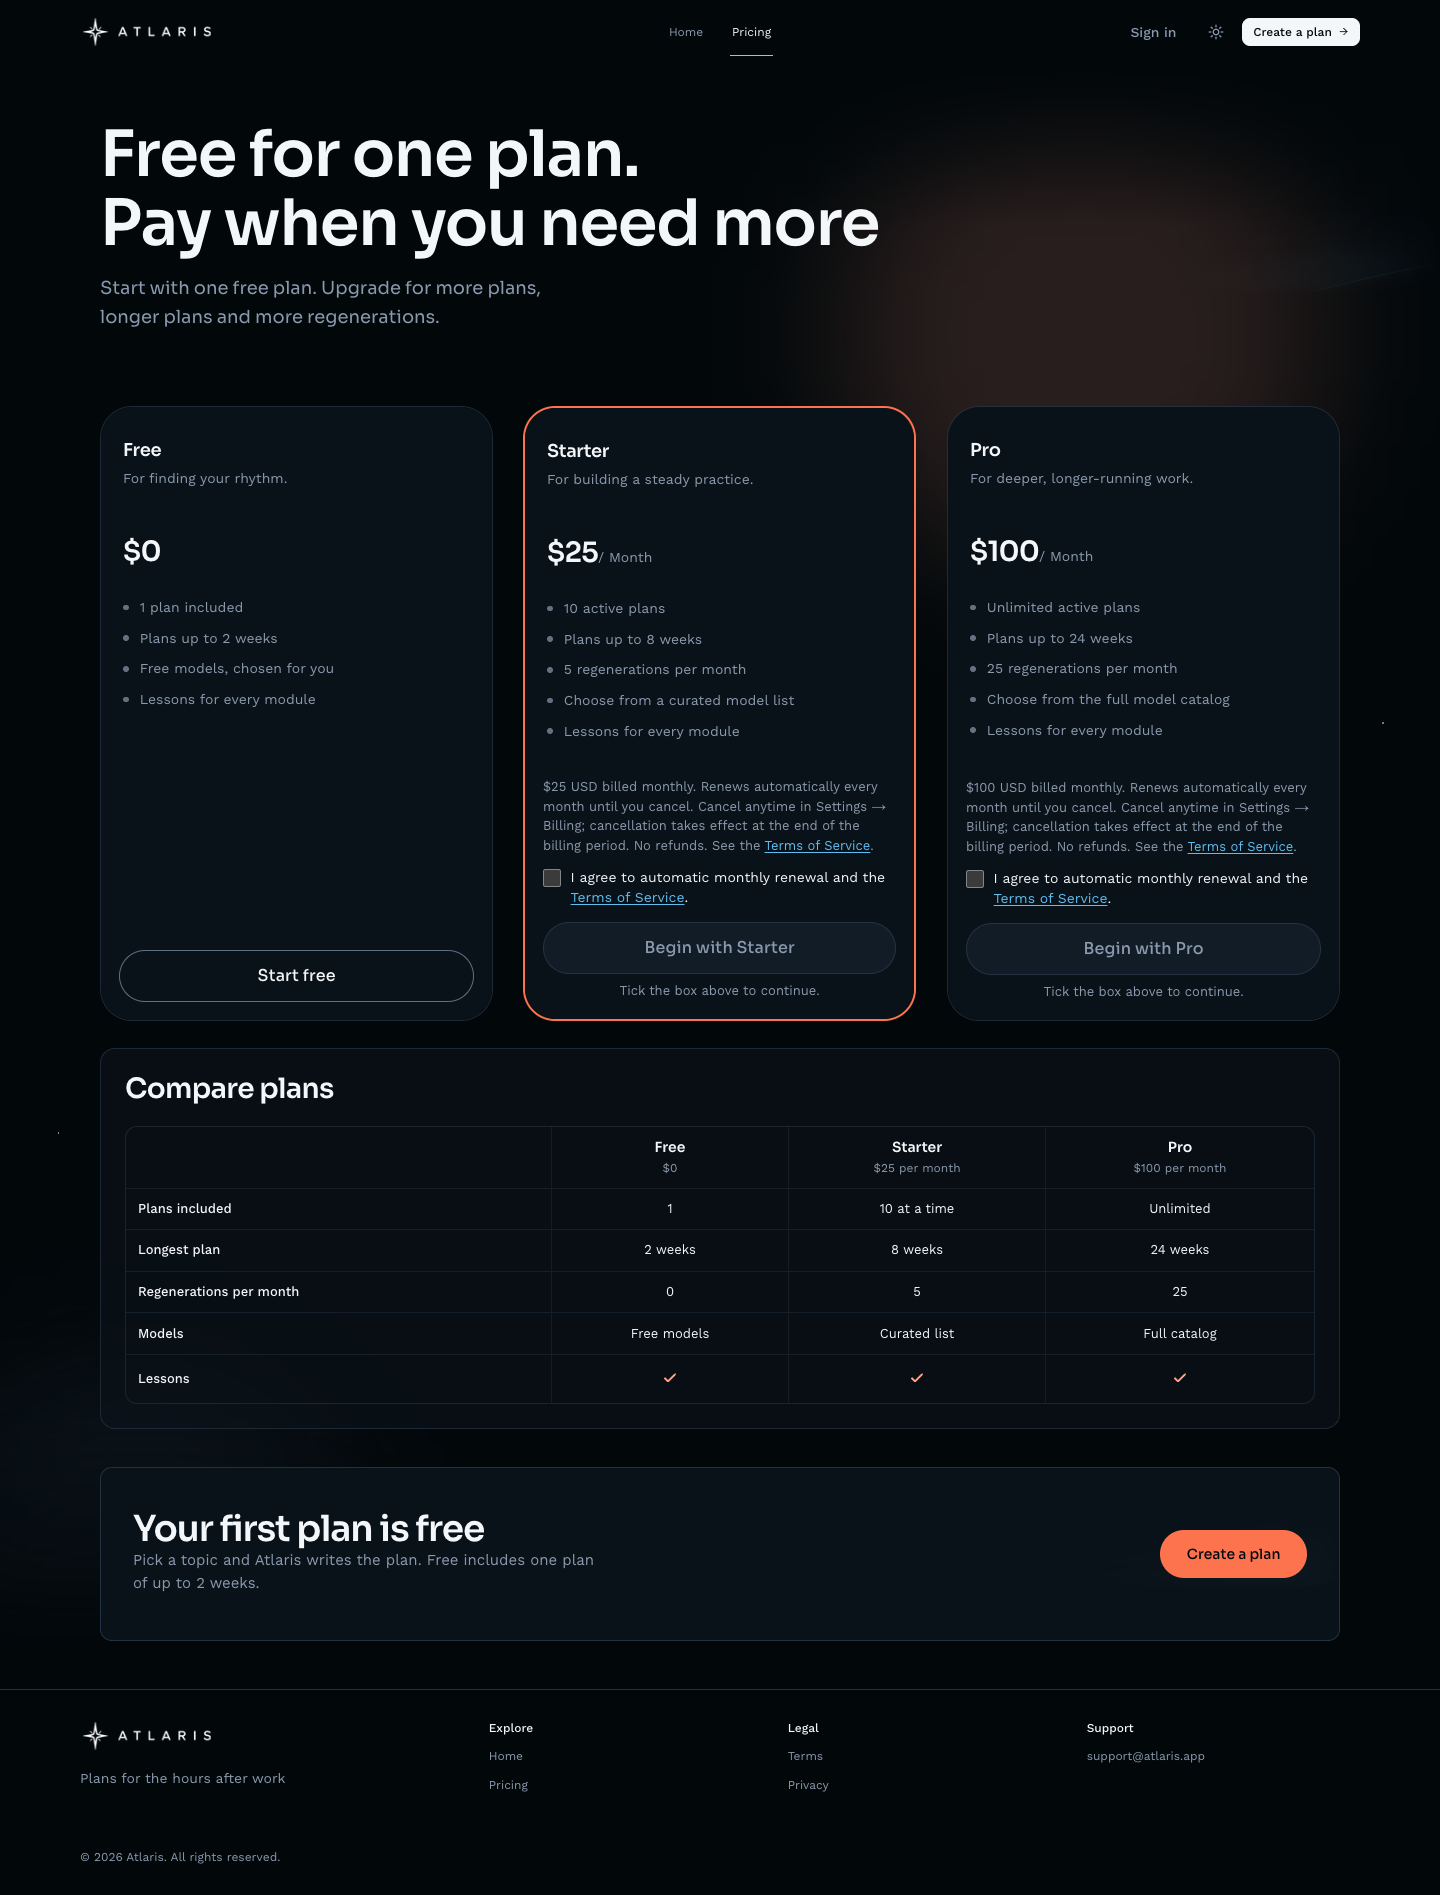 ATLARIS
Home
Pricing
Sign in
Create a plan →
Free for one plan.
Pay when you need more
Start with one free plan. Upgrade for more plans,
longer plans and more regenerations.
Free
For finding your rhythm.
$0
1 plan included
Plans up to 2 weeks
Free models, chosen for you
Lessons for every module
Start free
Starter
For building a steady practice.
$25/ Month
10 active plans
Plans up to 8 weeks
5 regenerations per month
Choose from a curated model list
Lessons for every module
$25 USD billed monthly. Renews automatically every
month until you cancel. Cancel anytime in Settings →
Billing; cancellation takes effect at the end of the
billing period. No refunds. See the Terms of Service.
I agree to automatic monthly renewal and the
Terms of Service.
Begin with Starter
Tick the box above to continue.
Pro
For deeper, longer-running work.
$100/ Month
Unlimited active plans
Plans up to 24 weeks
25 regenerations per month
Choose from the full model catalog
Lessons for every module
$100 USD billed monthly. Renews automatically every
month until you cancel. Cancel anytime in Settings →
Billing; cancellation takes effect at the end of the
billing period. No refunds. See the Terms of Service.
I agree to automatic monthly renewal and the
Terms of Service.
Begin with Pro
Tick the box above to continue.
Compare plans
Free Starter Pro
$0 $25 per month $100 per month
Plans included 1 10 at a time Unlimited
Longest plan 2 weeks 8 weeks 24 weeks
Regenerations per month 0 5 25
Models Free models Curated list Full catalog
Lessons
Your first plan is free
Pick a topic and Atlaris writes the plan. Free includes one plan
of up to 2 weeks.
Create a plan
ATLARIS
Plans for the hours after work
Explore
Home
Pricing
Legal
Terms
Privacy
Support
support@atlaris.app
© 2026 Atlaris. All rights reserved.